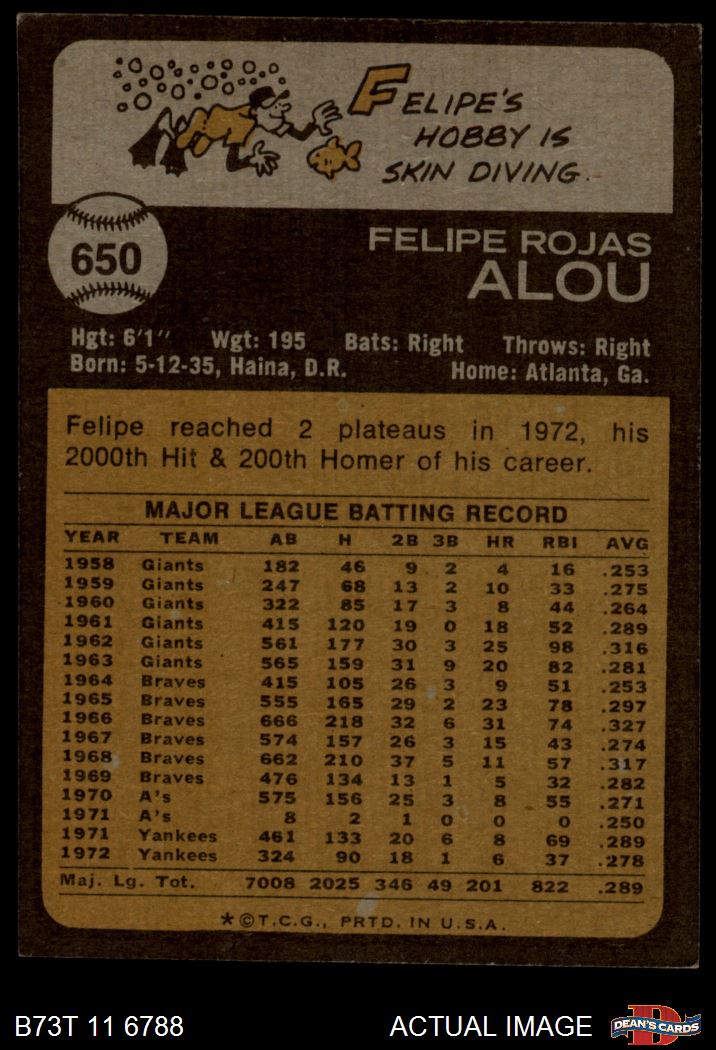 FELIPE'S
HOBBY IS
SKIN DIVING.
650
FELIPE ROJAS
ALOU
Hgt: 6'1" Wgt: 195 Bats: Right Throws: Right
Born: 5-12-35, Haina, D.R. Home: Atlanta, Ga.
Felipe reached 2 plateaus in 1972, his
2000th Hit & 200th Homer of his career.
MAJOR LEAGUE BATTING RECORD
YEAR TEAM AB H 2B 3B HR RBI AVG
1958 Giants 182 46 9 2 4 16 .253
1959 Giants 247 68 13 2 10 33 .275
1960 Giants 322 85 17 3 8 44 .264
1961 Giants 415 120 19 0 18 52 .289
1962 Giants 561 177 30 3 25 98 .316
1963 Giants 565 159 31 9 20 82 .281
1964 Braves 415 105 26 3 9 51 .253
1965 Braves 555 165 29 2 23 78 .297
1966 Braves 666 218 32 6 31 74 .327
1967 Braves 574 157 26 3 15 43 .274
1968 Braves 662 210 37 5 11 57 .317
1969 Braves 476 134 13 1 5 32 .282
1970 A's 575 156 25 3 8 55 .271
1971 A's 8 2 1 0 0 0 .250
1971 Yankees 461 133 20 6 8 69 .289
1972 Yankees 324 90 18 1 6 37 .278
Maj. Lg. Tot. 7008 2025 346 49 201 822 .289
*©T.C.G., PRTD. IN U.S.A.
B73T 11 6788 ACTUAL IMAGE DEAN'S CARDS